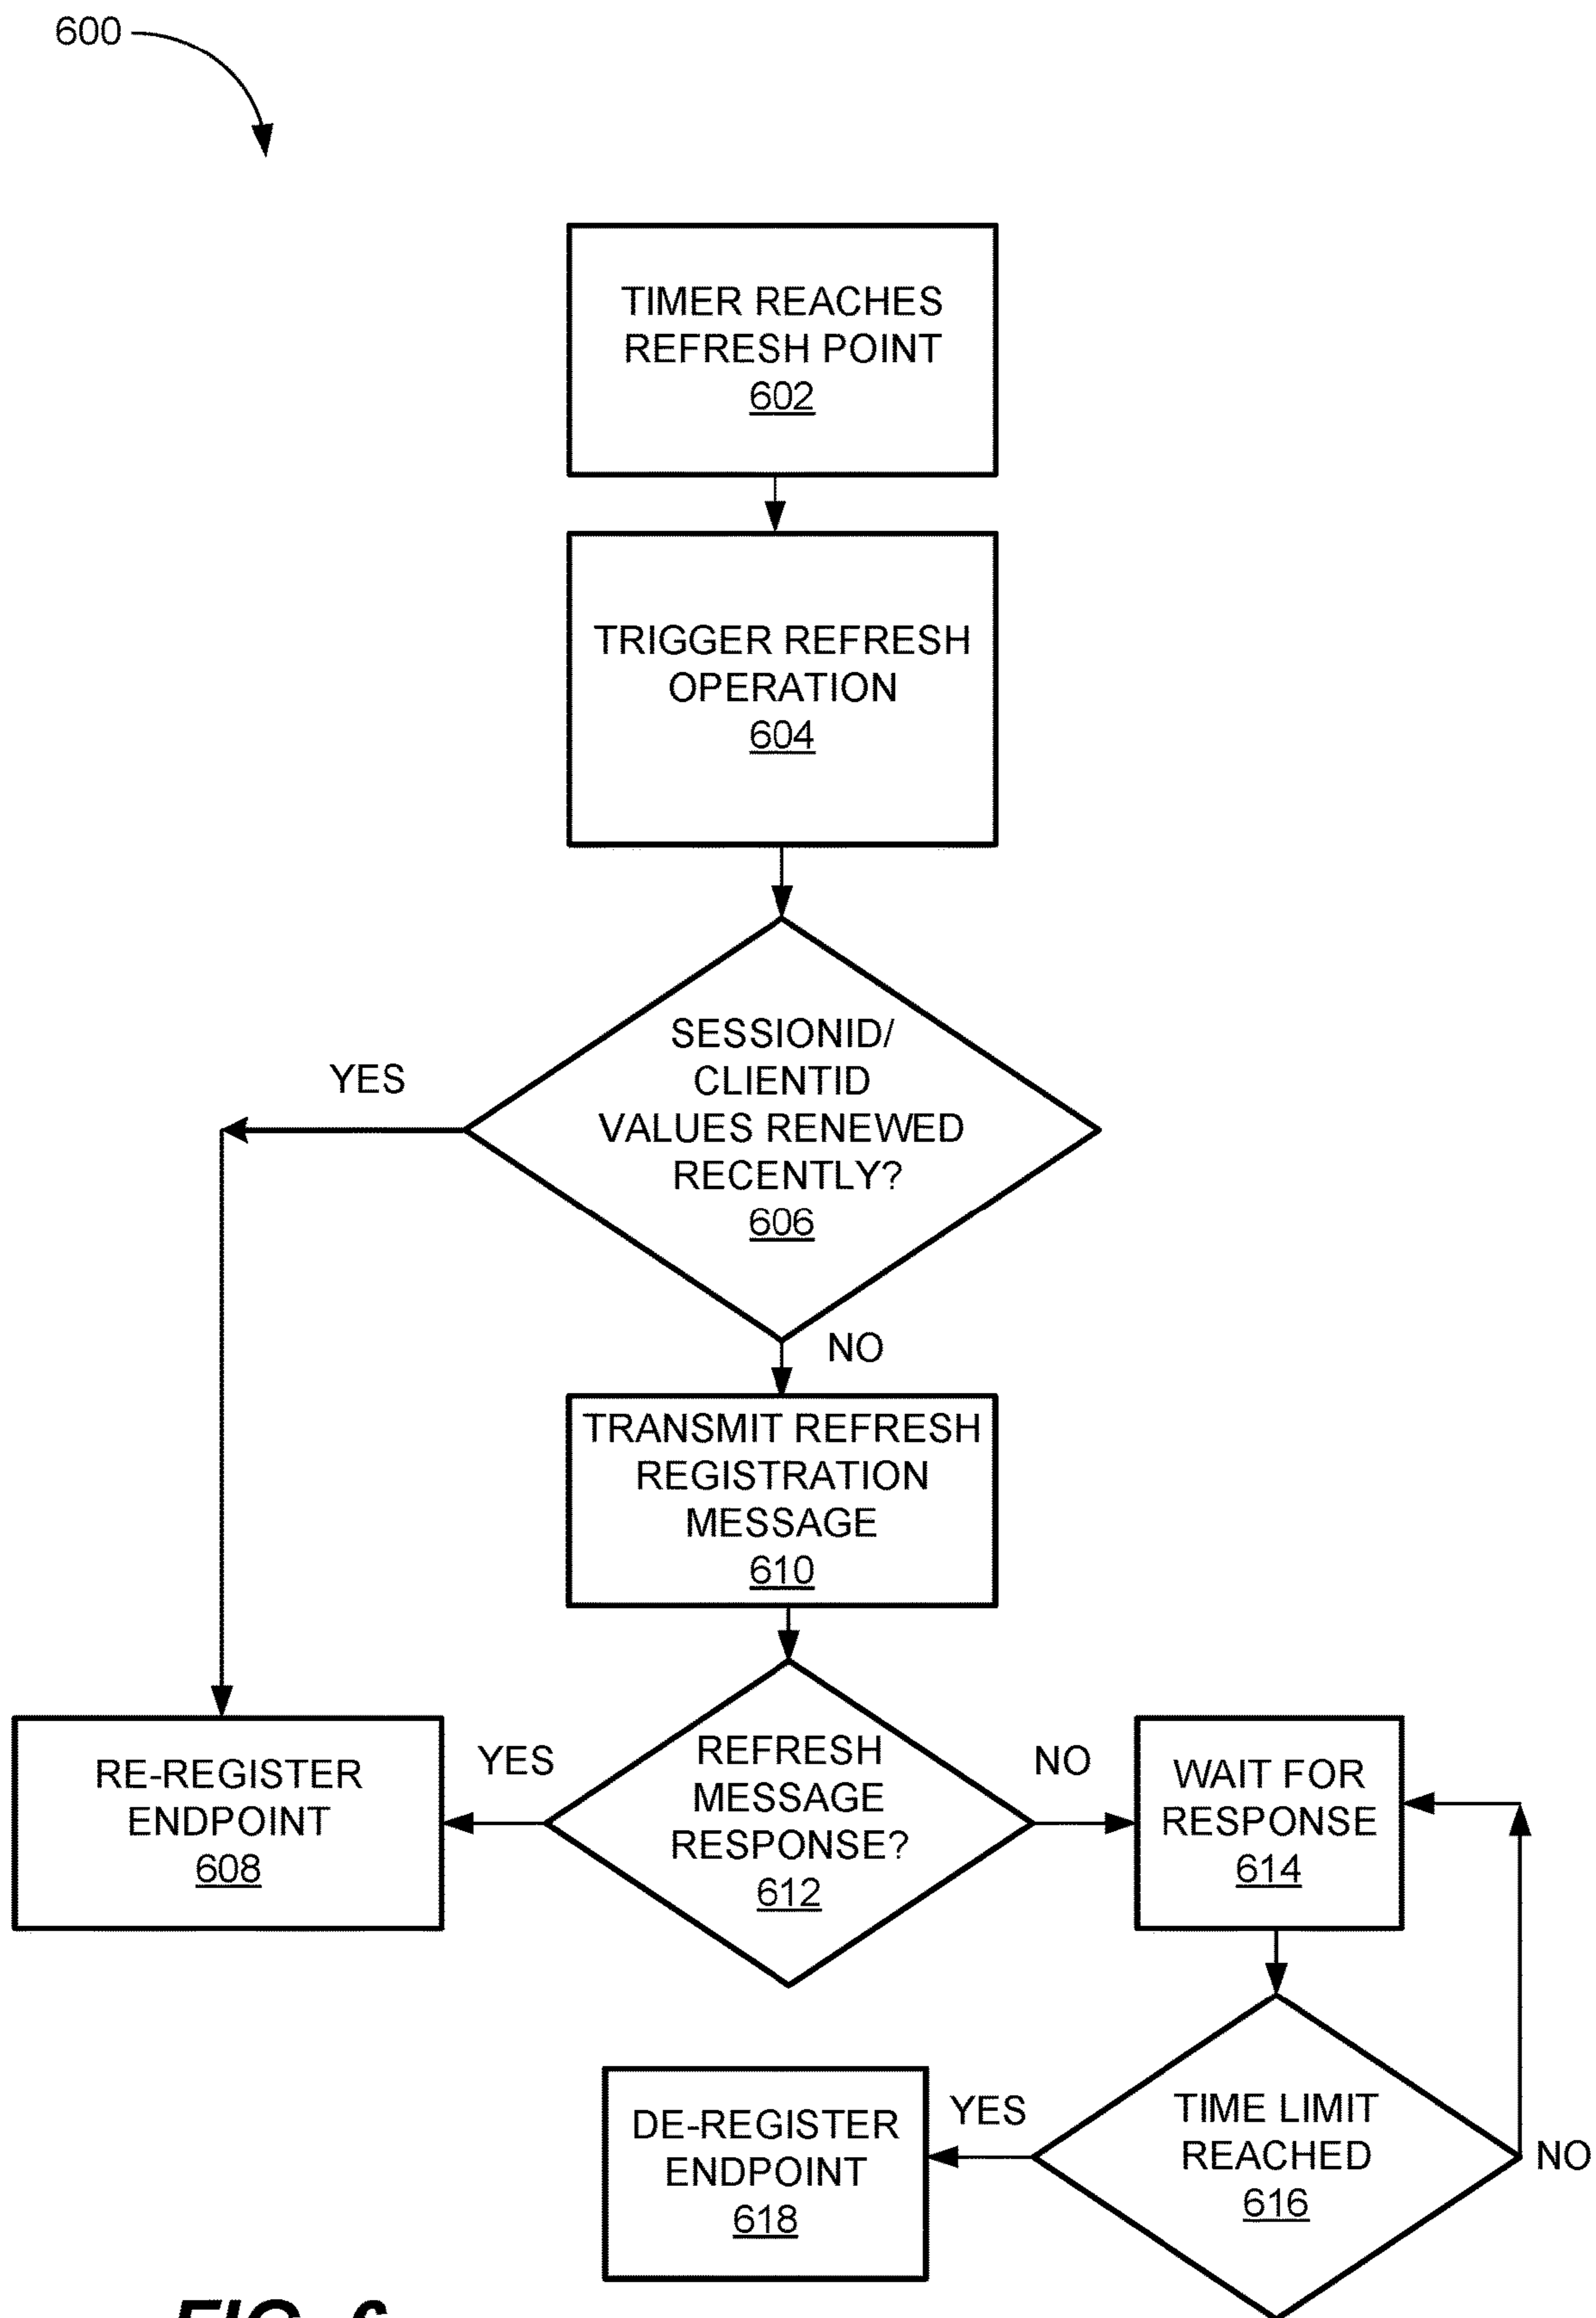 600
TIMER REACHES
REFRESH POINT
602
TRIGGER REFRESH
OPERATION
604
SESSIONID/
CLIENTID
VALUES RENEWED
RECENTLY?
606
YES
NO
TRANSMIT REFRESH
REGISTRATION
MESSAGE
610
RE-REGISTER
ENDPOINT
608
YES
REFRESH
MESSAGE
RESPONSE?
612
NO
WAIT FOR
RESPONSE
614
DE-REGISTER
ENDPOINT
618
YES
TIME LIMIT
REACHED
616
NO
FIG. 6